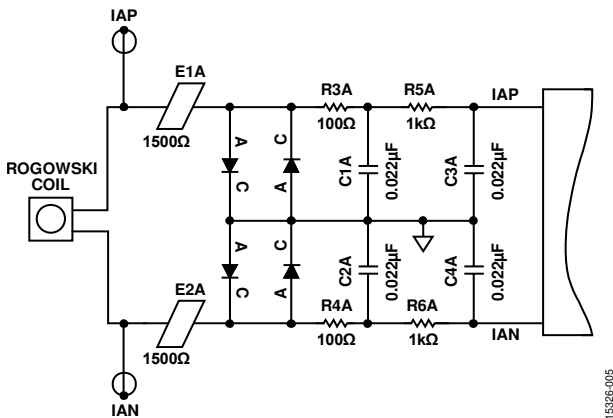 IAP
E1A
1500Ω
R3A
100Ω
R5A
1kΩ
IAP
A
C
C
A
C1A
0.022µF
C3A
0.022µF
ROGOWSKI
COIL
A
C
C
A
C2A
0.022µF
C4A
0.022µF
E2A
1500Ω
R4A
100Ω
R6A
1kΩ
IAN
IAN
15326-005